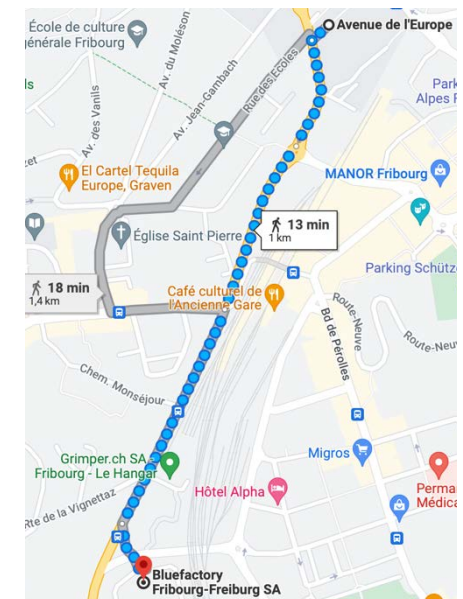 École de culture
générale Fribourg
Avenue de l'Europe
Av. du Moléson
Av. Jean-Gambach
Rue des Écoles
Av. des Vanils
Park
Alpes
El Cartel Tequila
Europe, Graven
MANOR Fribourg
13 min
1 km
Église Saint Pierre
18 min
1,4 km
Café culturel de
l'Ancienne Gare
Parking Schütze
Route-Neuve
Route-Neu
Bd de Pérolles
Chem. Monséjour
Grimper.ch SA -
Fribourg - Le Hangar
Migros
Hôtel Alpha
Perma
Médica
Rte de la Vignettaz
Bluefactory
Fribourg-Freiburg SA